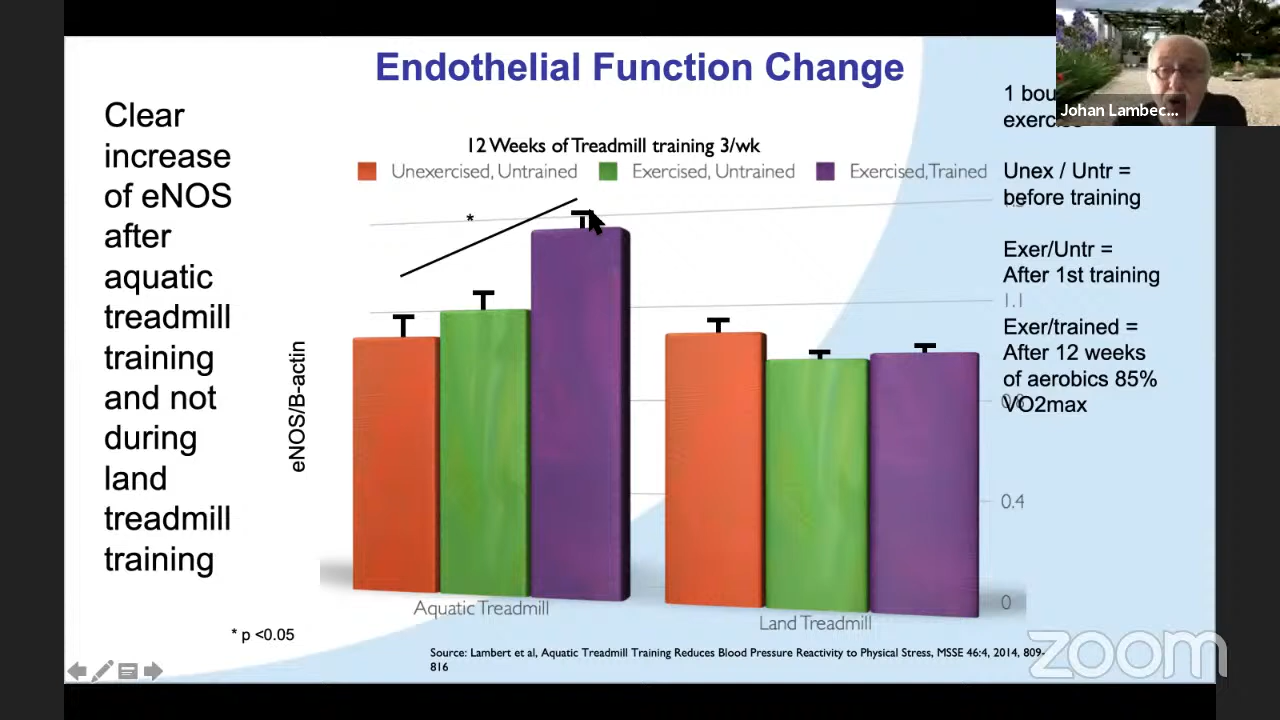 Endothelial Function Change
Clear
increase
of eNOS
after
aquatic
treadmill
training
and not
during
land
treadmill
training
* p <0.05
12 Weeks of Treadmill training 3/wk
Unexercised, Untrained
Exercised, Untrained
Exercised, Trained
*
eNOS/B-actin
1.1
0.4
0
Aquatic Treadmill
Land Treadmill
Source: Lambert et al, Aquatic Treadmill Training Reduces Blood Pressure Reactivity to Physical Stress, MSSE 46:4, 2014, 809-
816
Johan Lambec...
1
Unex / Untr =
before training
Exer/Untr =
After 1st training
Exer/trained =
After 12 weeks
of aerobics 85%
VO2max
zoom